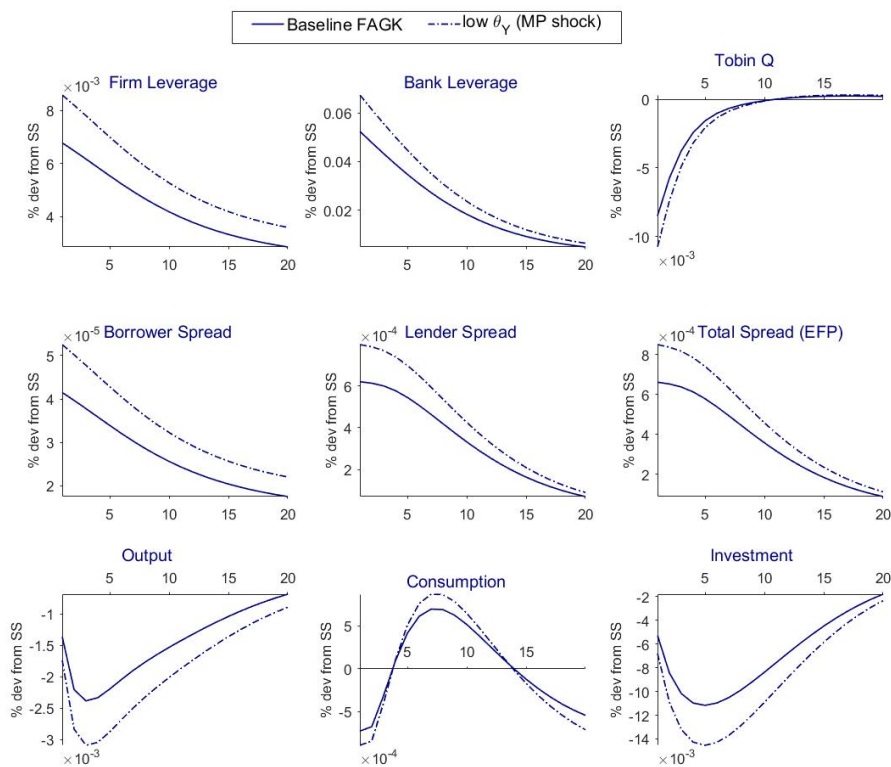 Baseline FAGK low θY (MP shock)
Firm Leverage
×10-3
8
6
4
% dev from SS
5 10 15 20
Bank Leverage
0.06
0.04
0.02
% dev from SS
5 10 15 20
Tobin Q
5 10 15
0
-5
-10
% dev from SS
×10-3
Borrower Spread
×10-5
5
4
3
2
% dev from SS
5 10 15 20
Lender Spread
×10-4
6
4
2
% dev from SS
5 10 15 20
Total Spread (EFP)
×10-4
8
6
4
2
% dev from SS
5 10 15 20
Output
5 10 15 20
-1
-1.5
-2
-2.5
-3
% dev from SS
×10-3
Consumption
5
0
-5
5 10 15
% dev from SS
×10-4
Investment
5 10 15 20
-2
-4
-6
-8
-10
-12
-14
% dev from SS
×10-3